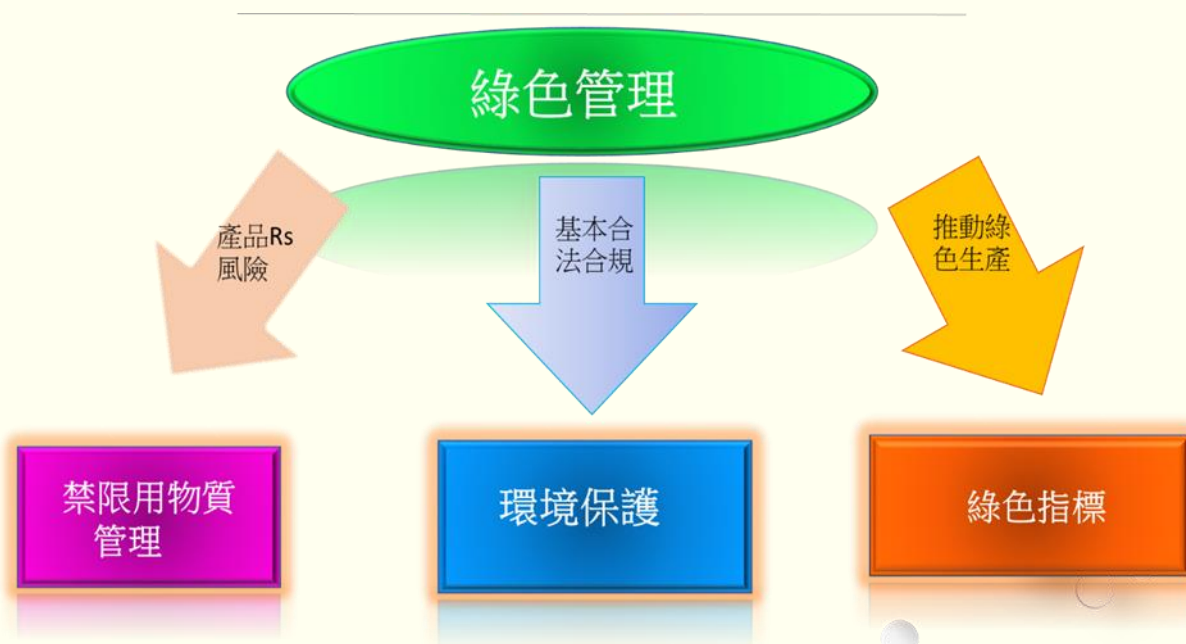 綠色管理
產品Rs
風險
基本合
法合規
推動綠
色生產
禁限用物質
管理
環境保護
綠色指標